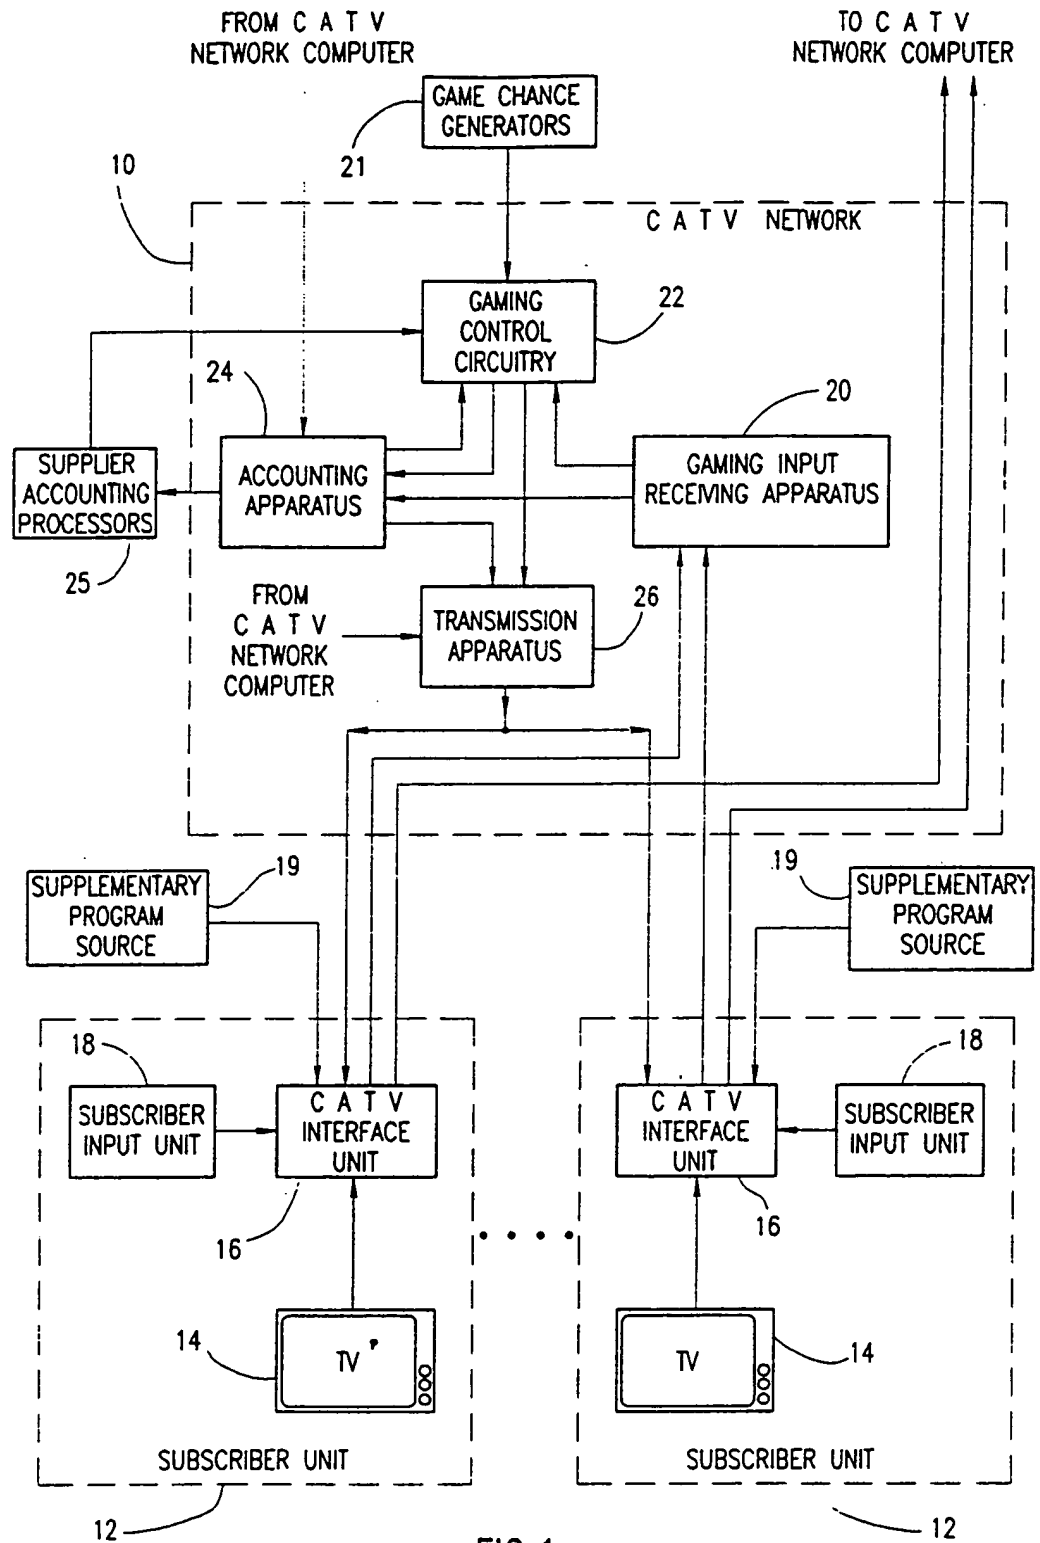 FROM C A T V
NETWORK COMPUTER
TO C A T V
NETWORK COMPUTER
GAME CHANCE
GENERATORS
21
10
C A T V NETWORK
GAMING
CONTROL
CIRCUITRY
22
24
20
SUPPLIER
ACCOUNTING
PROCESSORS
25
ACCOUNTING
APPARATUS
GAMING INPUT
RECEIVING APPARATUS
FROM
C A T V
NETWORK
COMPUTER
TRANSMISSION
APPARATUS
26
SUPPLEMENTARY
PROGRAM
SOURCE
19
19
SUPPLEMENTARY
PROGRAM
SOURCE
18
SUBSCRIBER
INPUT UNIT
C A T V
INTERFACE
UNIT
16
C A T V
INTERFACE
UNIT
16
18
SUBSCRIBER
INPUT UNIT
14
TV
TV
14
SUBSCRIBER UNIT
SUBSCRIBER UNIT
12
12
FIG. 1